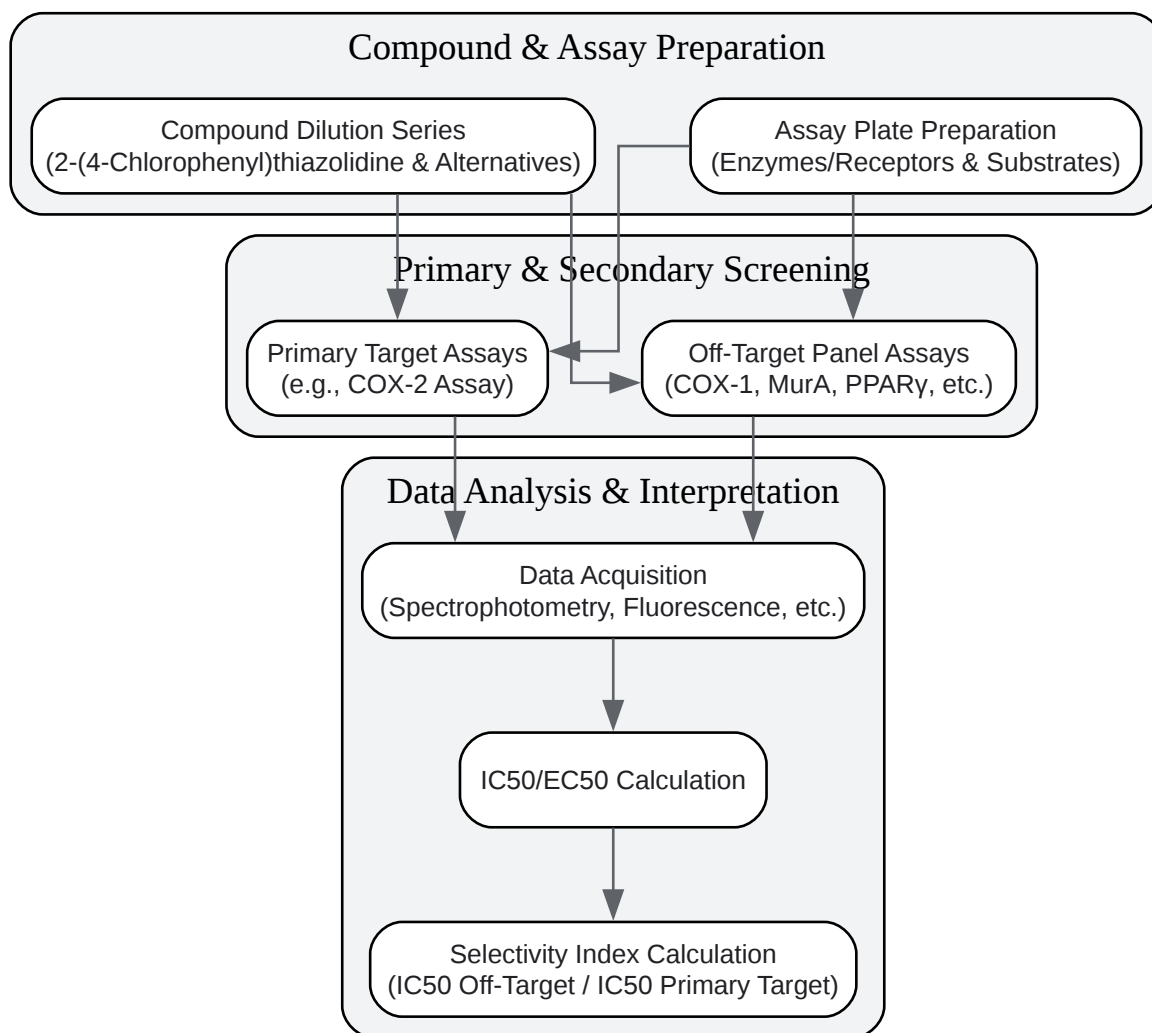 Compound & Assay Preparation
Compound Dilution Series
(2-(4-Chlorophenyl)thiazolidine & Alternatives)
Assay Plate Preparation
(Enzymes/Receptors & Substrates)
Primary & Secondary Screening
Primary Target Assays
(e.g., COX-2 Assay)
Off-Target Panel Assays
(COX-1, MurA, PPARγ, etc.)
Data Analysis & Interpretation
Data Acquisition
(Spectrophotometry, Fluorescence, etc.)
IC50/EC50 Calculation
Selectivity Index Calculation
(IC50 Off-Target / IC50 Primary Target)